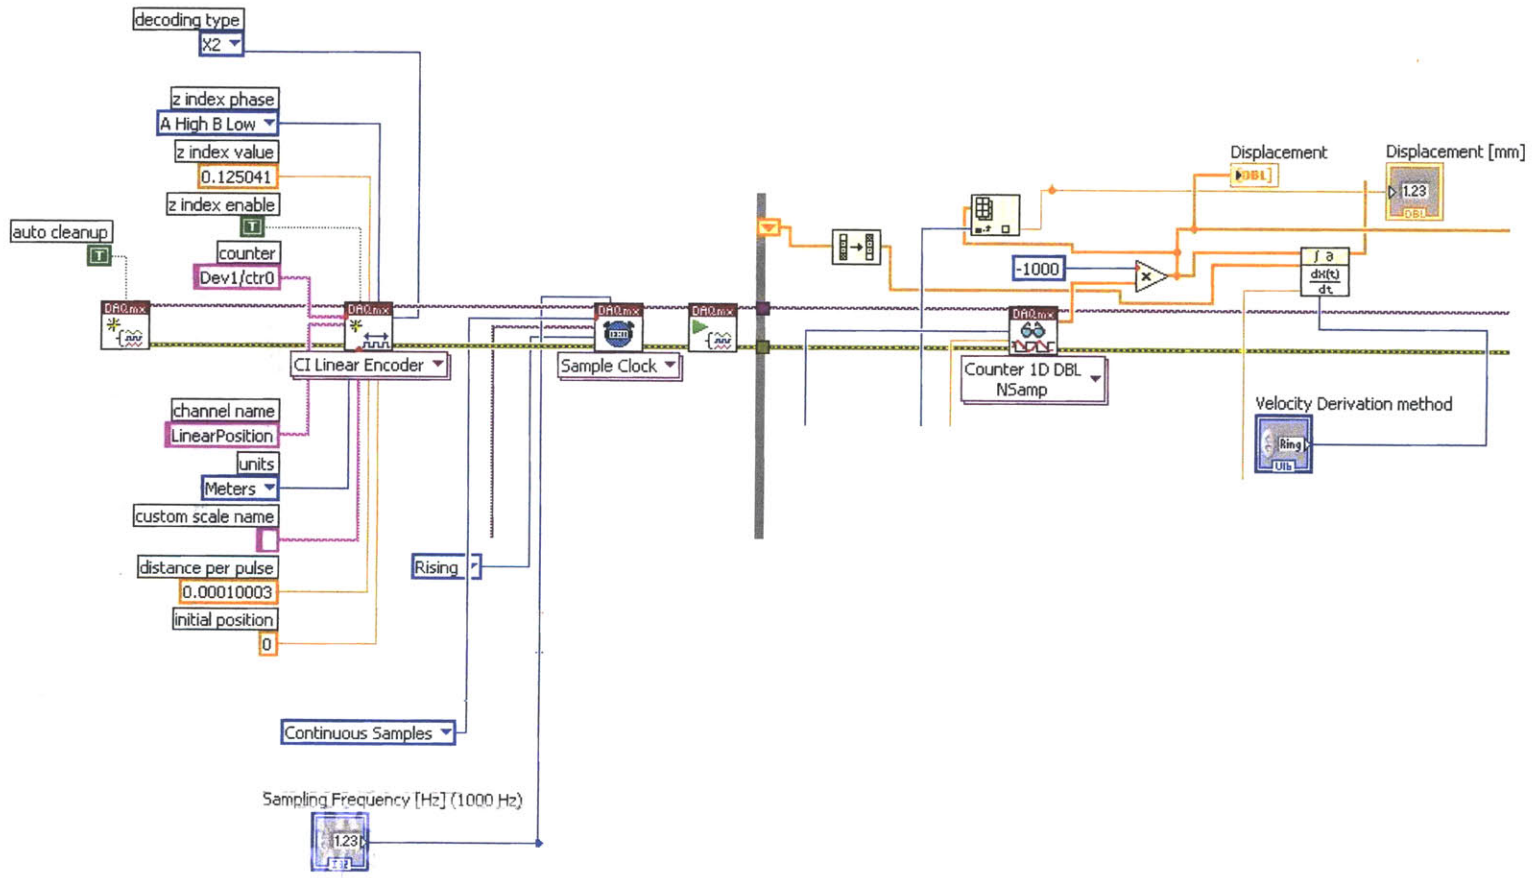 decoding type
X2
z index phase
A High B Low
z index value
0.125041
z index enable
T
auto cleanup
T
counter
Dev1/ctr0
DAQmx
DAQmx
CI Linear Encoder
channel name
LinearPosition
units
Meters
custom scale name
distance per pulse
0.00010003
initial position
0
DAQmx
Sample Clock
DAQmx
Rising
Continuous Samples
Sampling Frequency [Hz] (1000 Hz)
1.23
Displacement
DBL
Displacement [mm]
1.23
DBL
-1000
x
∫ ∂
dx(t)
dt
DAQmx
Counter 1D DBL
NSamp
Velocity Derivation method
Ring